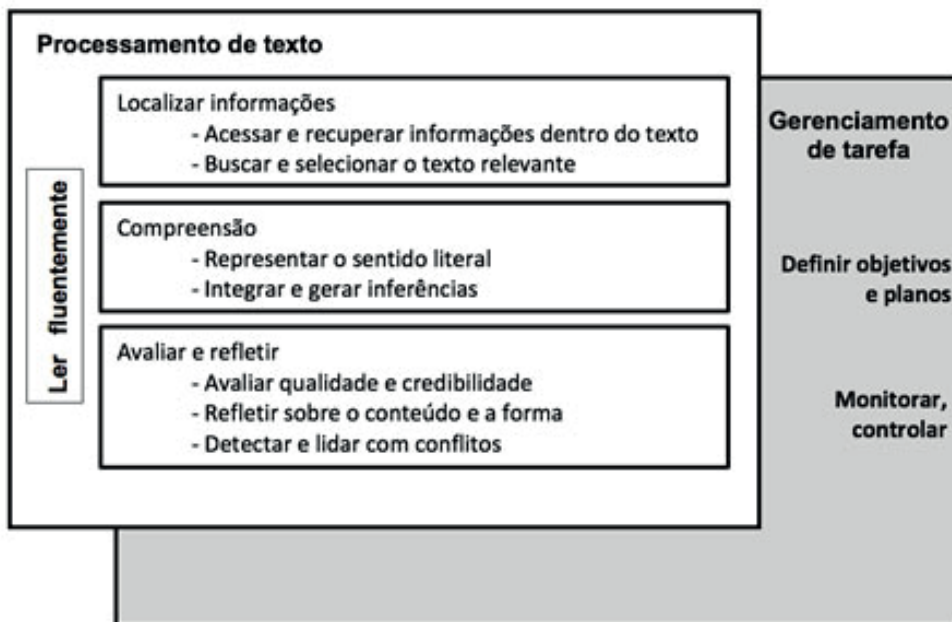 Processamento de texto
Ler fluentemente
Localizar informações
- Acessar e recuperar informações dentro do texto
- Buscar e selecionar o texto relevante
Compreensão
- Representar o sentido literal
- Integrar e gerar inferências
Avaliar e refletir
- Avaliar qualidade e credibilidade
- Refletir sobre o conteúdo e a forma
- Detectar e lidar com conflitos
Gerenciamento
de tarefa
Definir objetivos
e planos
Monitorar,
controlar